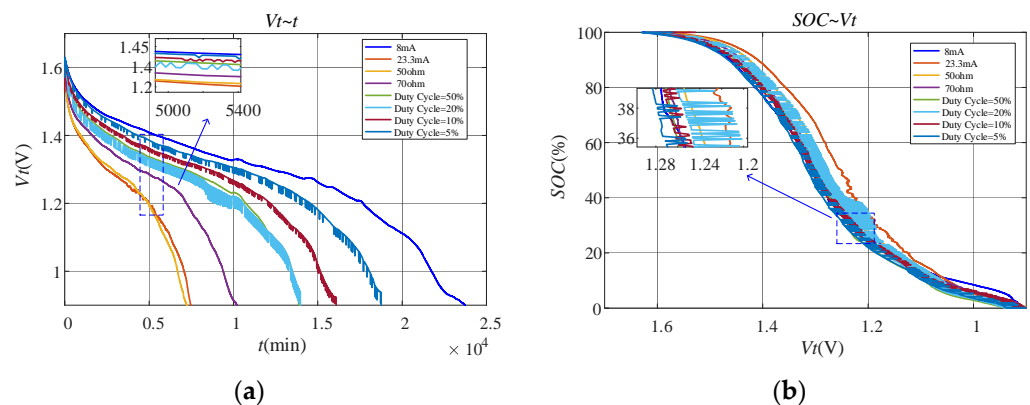 Vt~t
1.45
1.4
1.2
5000 5400
8mA
23.3mA
50ohm
70ohm
Duty Cycle=50%
Duty Cycle=20%
Duty Cycle=10%
Duty Cycle=5%
1.6
1.4
1.2
1
Vt(V)
0 0.5 1 1.5 2 2.5
t(min)
× 10⁴
(a)
SOC~Vt
8mA
23.3mA
50ohm
70ohm
Duty Cycle=50%
Duty Cycle=20%
Duty Cycle=10%
Duty Cycle=5%
38
36
1.28 1.24 1.2
100
80
60
40
20
0
SOC(%)
1.6 1.4 1.2 1
Vt(V)
(b)